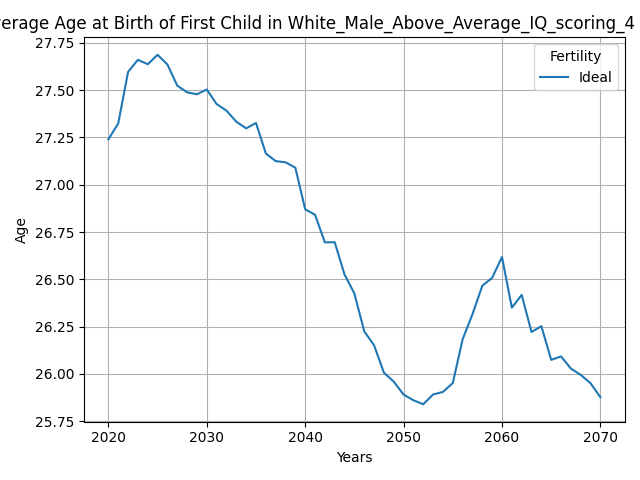 verage Age at Birth of First Child in White_Male_Above_Average_IQ_scoring_4
Fertility
Ideal
27.75
27.50
27.25
27.00
26.75
26.50
26.25
26.00
25.75
Age
2020 2030 2040 2050 2060 2070
Years